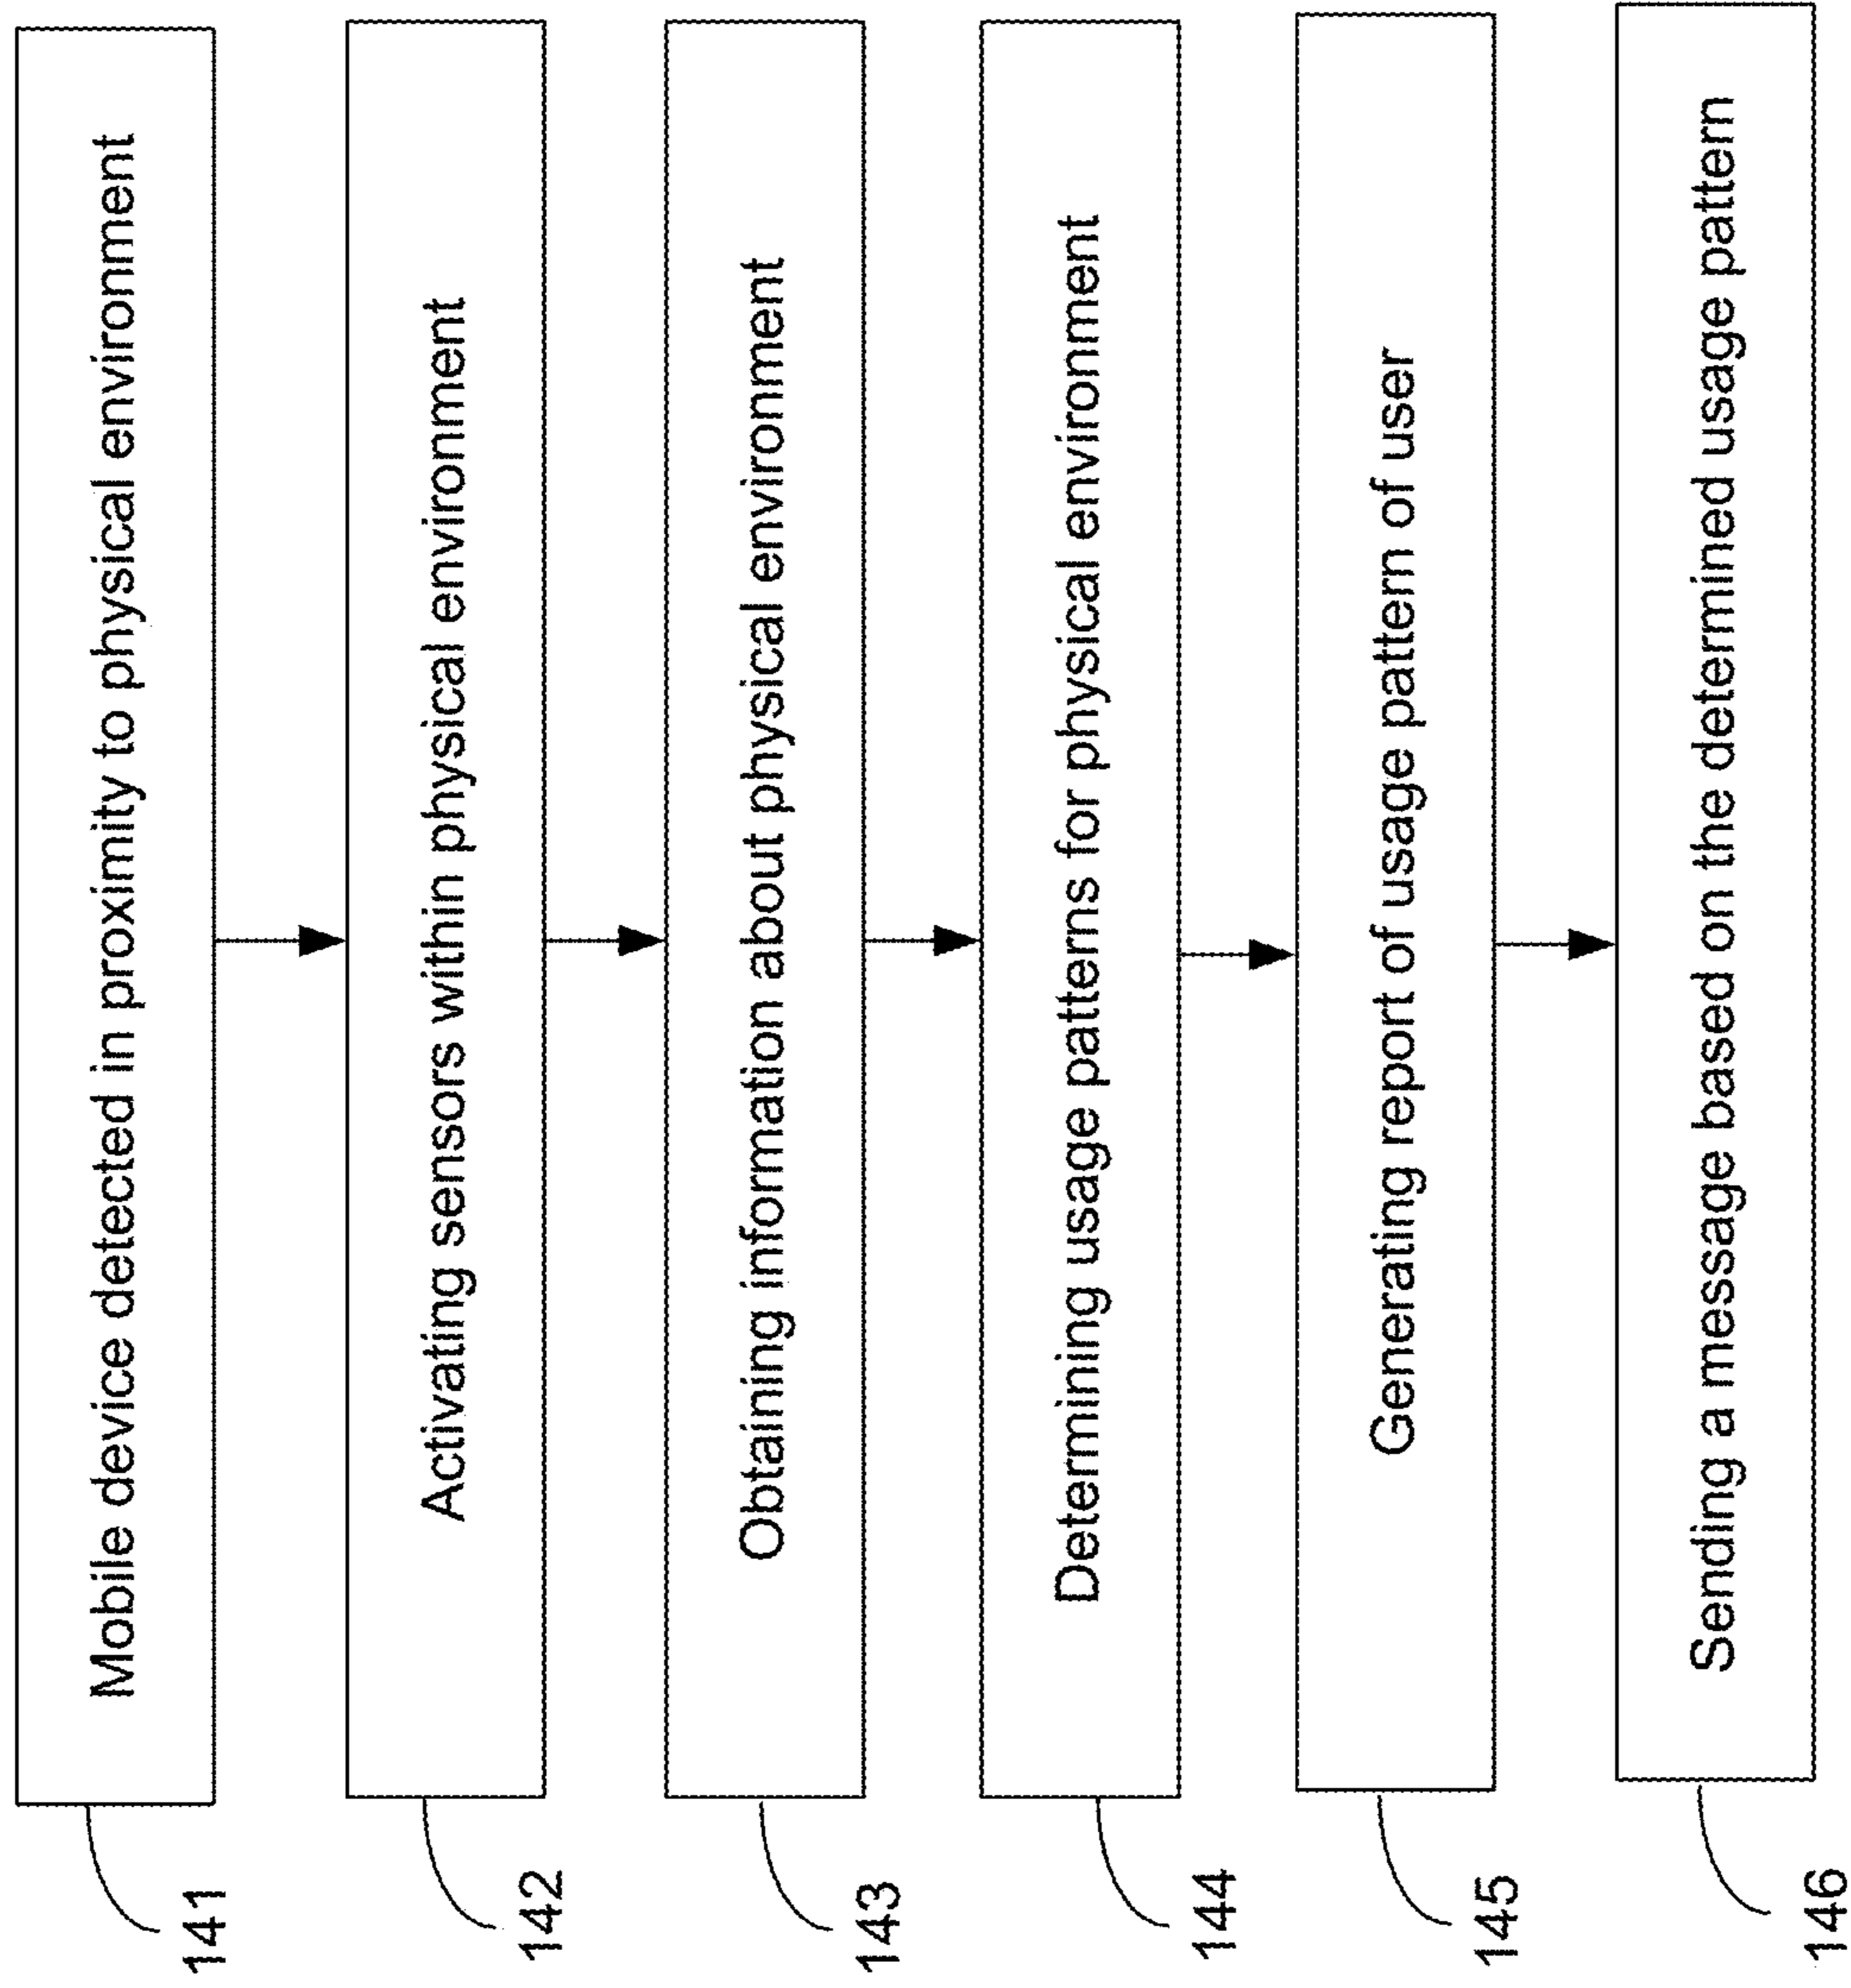 Mobile device detected in proximity to physical environment
141
Activating sensors within physical environment
142
Obtaining information about physical environment
143
Determining usage patterns for physical environment
144
Generating report of usage pattern of user
145
Sending a message based on the determined usage pattern
146